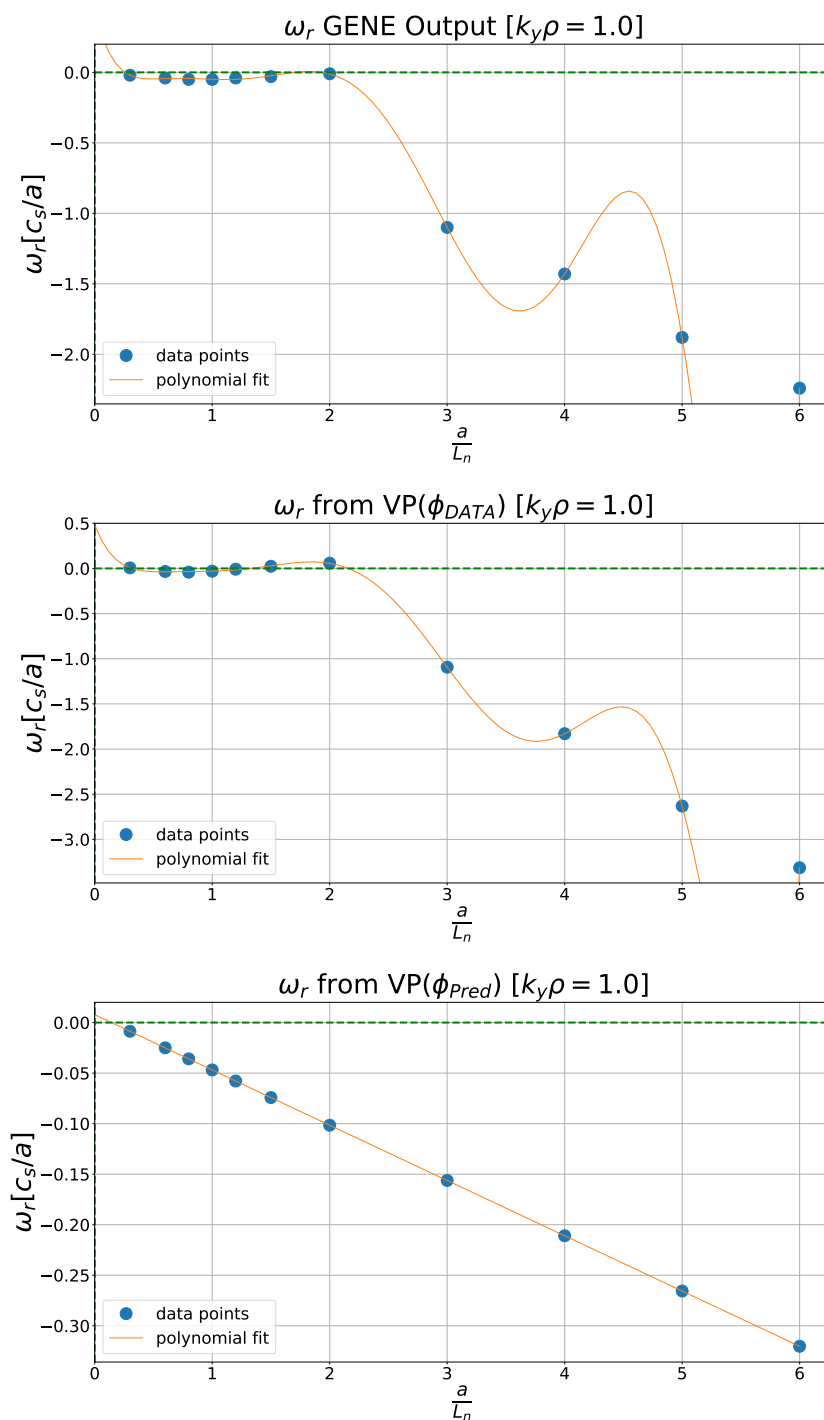 ω_r GENE Output [k_yρ = 1.0]
0.0
−0.5
−1.0
−1.5
−2.0
ω_r[c_s/a]
data points
polynomial fit
0 1 2 3 4 5 6
a/L_n
ω_r from VP(ϕ_DATA) [k_yρ = 1.0]
0.5
0.0
−0.5
−1.0
−1.5
−2.0
−2.5
−3.0
ω_r[c_s/a]
data points
polynomial fit
0 1 2 3 4 5 6
a/L_n
ω_r from VP(ϕ_Pred) [k_yρ = 1.0]
0.00
−0.05
−0.10
−0.15
−0.20
−0.25
−0.30
ω_r[c_s/a]
data points
polynomial fit
0 1 2 3 4 5 6
a/L_n